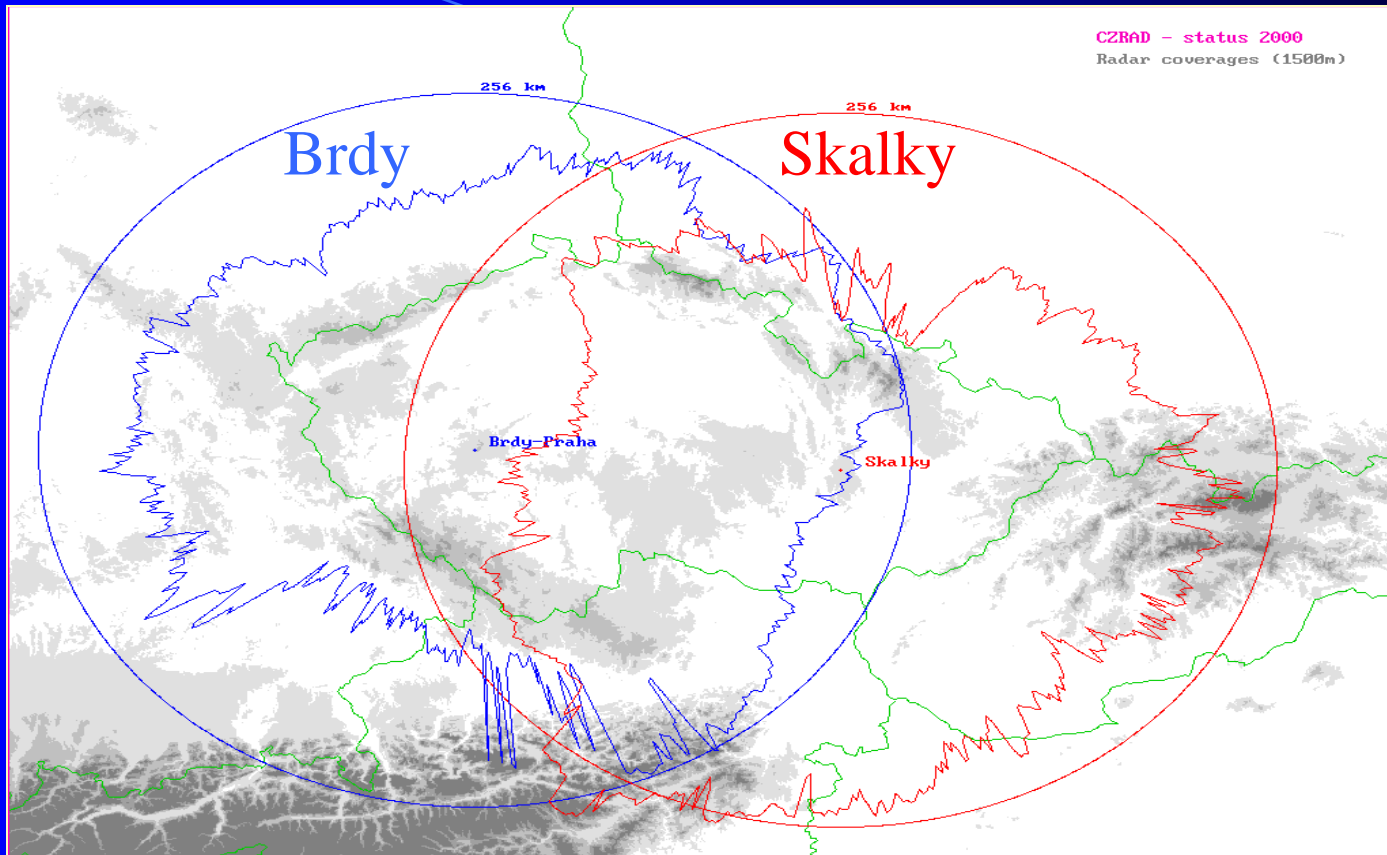 CZRAD - status 2000
Radar coverages (1500m)
256 km
256 km
Brdy
Skalky
Brdy-Praha
Skalky